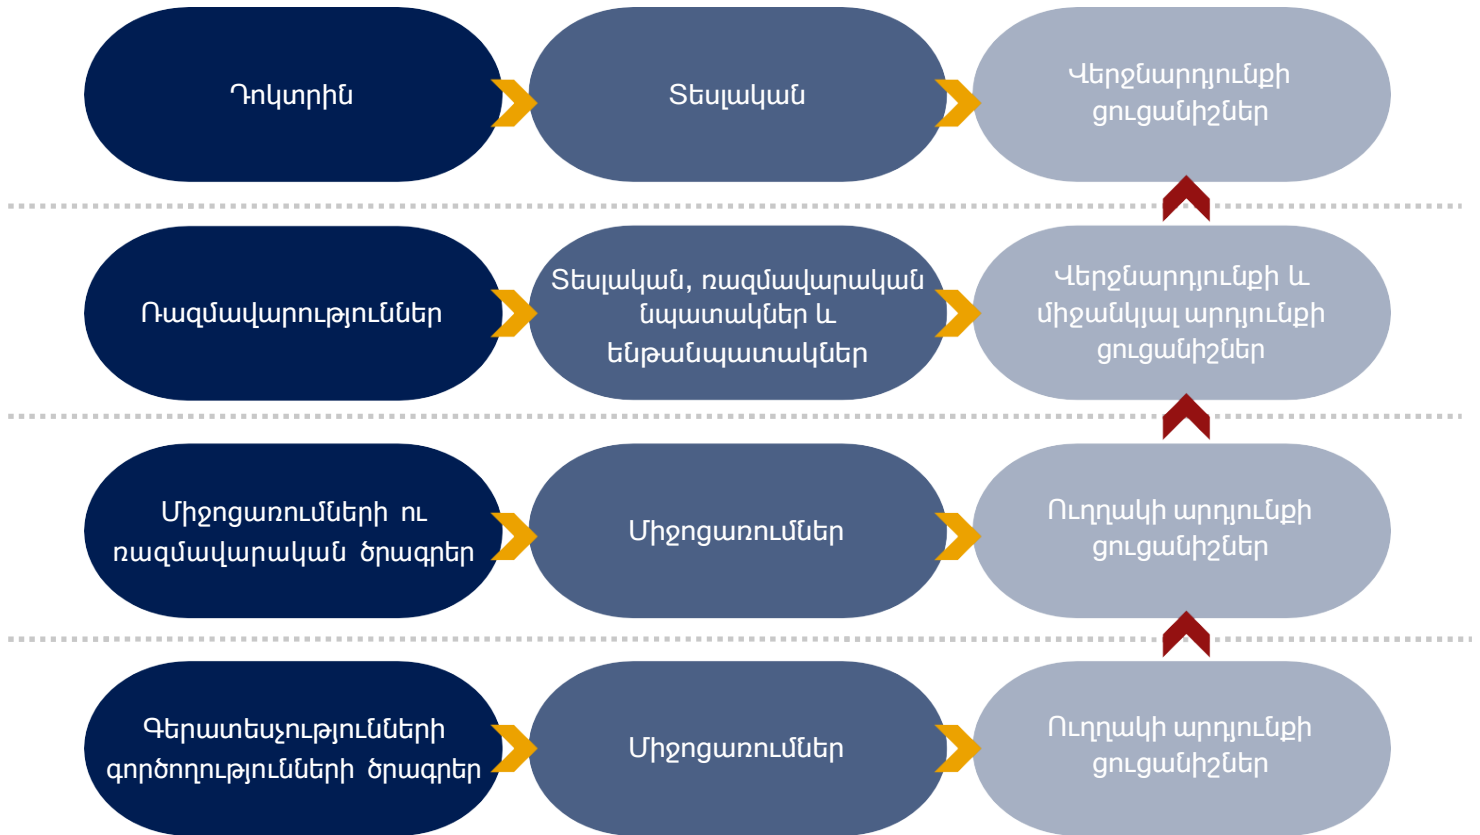 Դոկտրին
Տեսլական
Վերջնարդյունքի
ցուցանիշներ
Ռազմավարություններ
Տեսլական, ռազմավարական
նպատակներ և
ենթանպատակներ
Վերջնարդյունքի և
միջանկյալ արդյունքի
ցուցանիշներ
Միջոցառումների ու
ռազմավարական ծրագրեր
Միջոցառումներ
Ուղղակի արդյունքի
ցուցանիշներ
Գերատեսչությունների
գործողությունների ծրագրեր
Միջոցառումներ
Ուղղակի արդյունքի
ցուցանիշներ